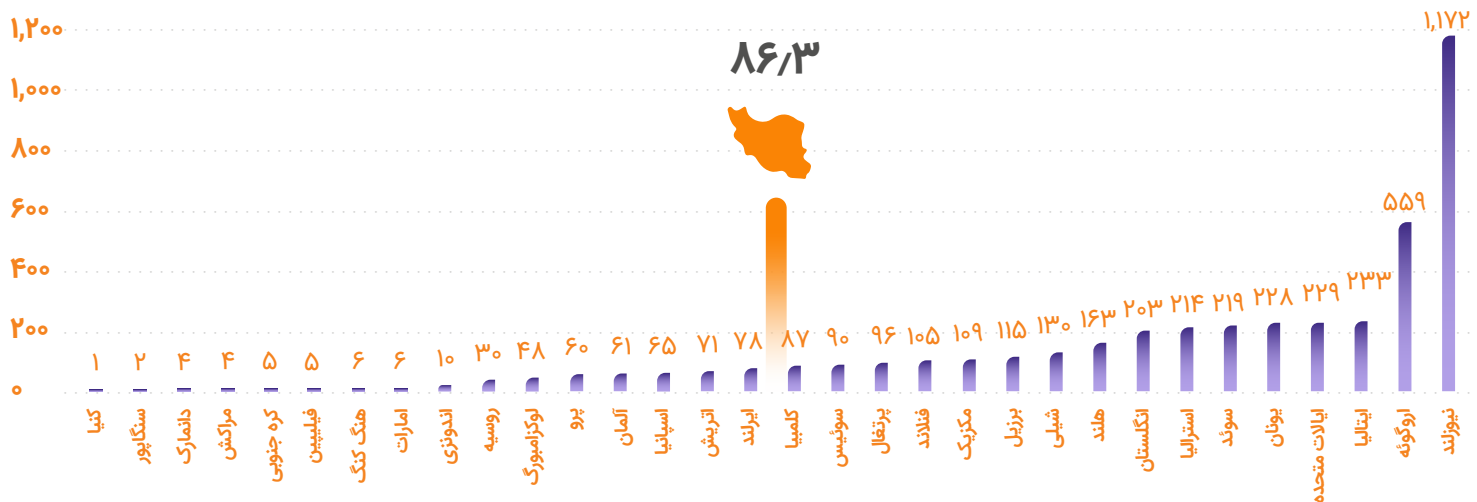 ۱,۲۰۰
۱,۰۰۰
۸۰۰
۶۰۰
۴۰۰
۲۰۰
۰
۸۶/۳
۱
۲
۴
۴
۵
۵
۶
۶
۱۰
۳۰
۴۸
۶۰
۶۱
۶۵
۷۱
۷۸
۸۷
۹۰
۹۶
۱۰۵
۱۰۹
۱۱۵
۱۳۰
۱۶۳
۲۰۳
۲۱۴
۲۱۹
۲۲۸
۲۲۹
۲۳۳
۵۵۹
۱,۱۷۲
کنیا
سنگاپور
دانمارک
مراکش
کره جنوبی
فیلیپین
هنگ کنگ
امارات
اندونزی
روسیه
لوکزامبورگ
پرو
آلمان
اسپانیا
اتریش
ایرلند
کلمبیا
سوئیس
پرتغال
فنلاند
مکزیک
برزیل
شیلی
هلند
انگلستان
استرالیا
سوئد
یونان
ایالات متحده
ایتالیا
اروگوئه
نیوزلند